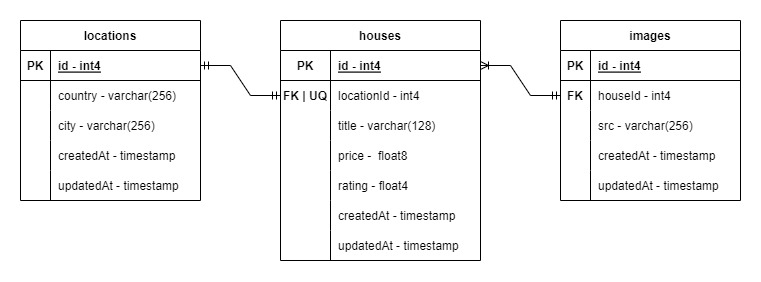 locations
PK id - int4
country - varchar(256)
city - varchar(256)
createdAt - timestamp
updatedAt - timestamp
houses
PK id - int4
FK | UQ locationId - int4
title - varchar(128)
price -  float8
rating - float4
createdAt - timestamp
updatedAt - timestamp
images
PK id - int4
FK houseId - int4
src - varchar(256)
createdAt - timestamp
updatedAt - timestamp